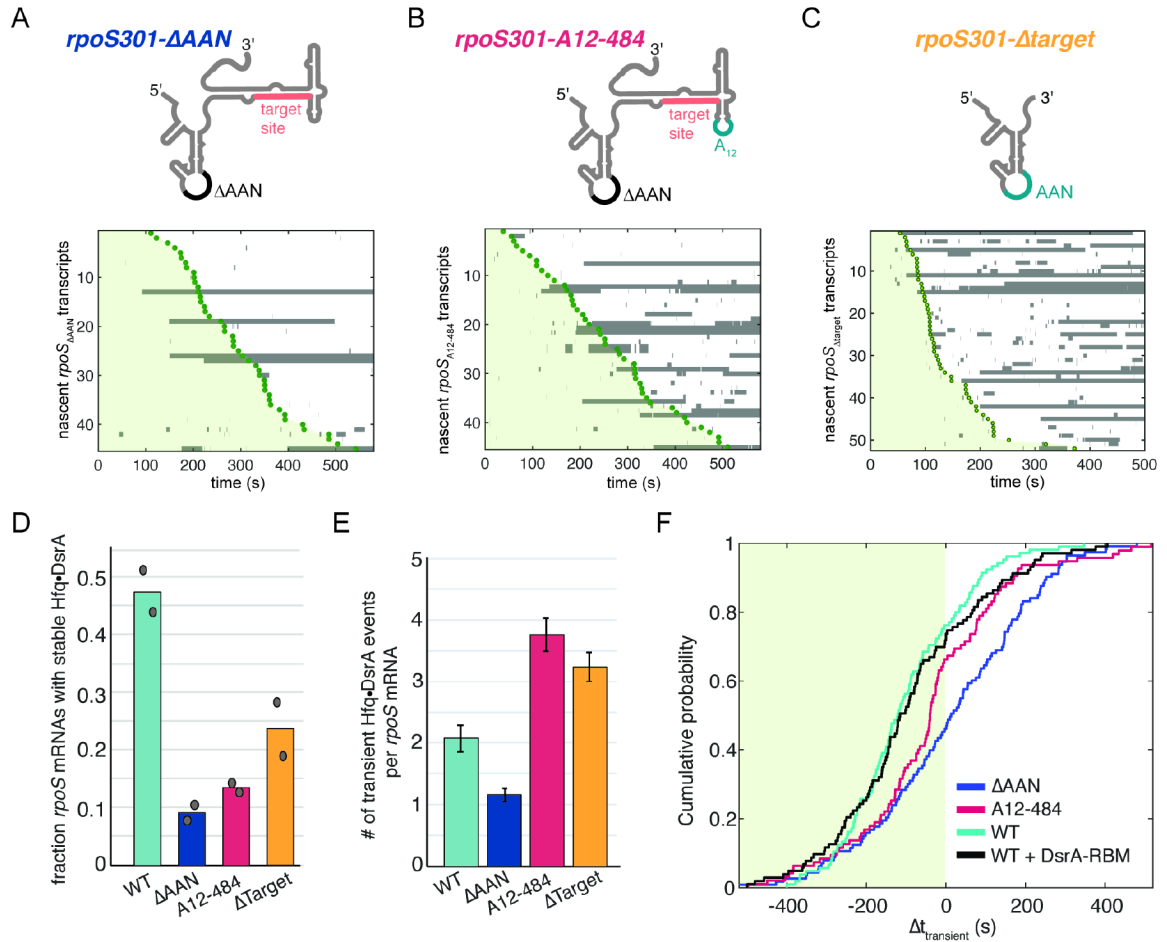 A
rpoS301-ΔAAN
3'
5'
target
site
ΔAAN
nascent rpoSΔAAN transcripts
10
20
30
40
0 100 200 300 400 500
time (s)
B
rpoS301-A12-484
3'
5'
target
site
A12
ΔAAN
nascent rpoSA12-484 transcripts
10
20
30
40
0 100 200 300 400 500
time (s)
C
rpoS301-Δtarget
5'
3'
AAN
nascent rpoSΔtarget transcripts
10
20
30
40
50
0 100 200 300 400 500
time (s)
D
fraction rpoS mRNAs with stable Hfq•DsrA
0.5
0.4
0.3
0.2
0.1
0
WT
ΔAAN
A12-484
ΔTarget
E
# of transient Hfq•DsrA events
per rpoS mRNA
5
4
3
2
1
0
WT
ΔAAN
A12-484
ΔTarget
F
Cumulative probability
1
0.8
0.6
0.4
0.2
0
-400 -200 0 200 400
Δttransient (s)
ΔAAN
A12-484
WT
WT + DsrA-RBM